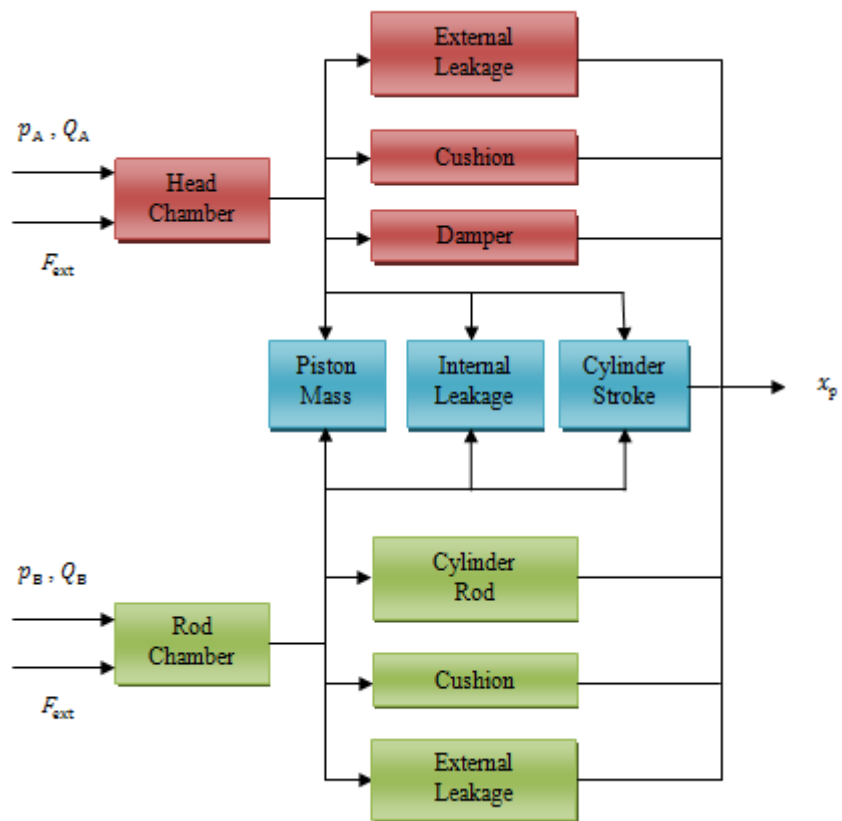 External
Leakage
p_A , Q_A
Cushion
Head
Chamber
Damper
F_ext
Piston
Mass
Internal
Leakage
Cylinder
Stroke
x_p
Cylinder
Rod
p_B , Q_B
Rod
Chamber
Cushion
F_ext
External
Leakage